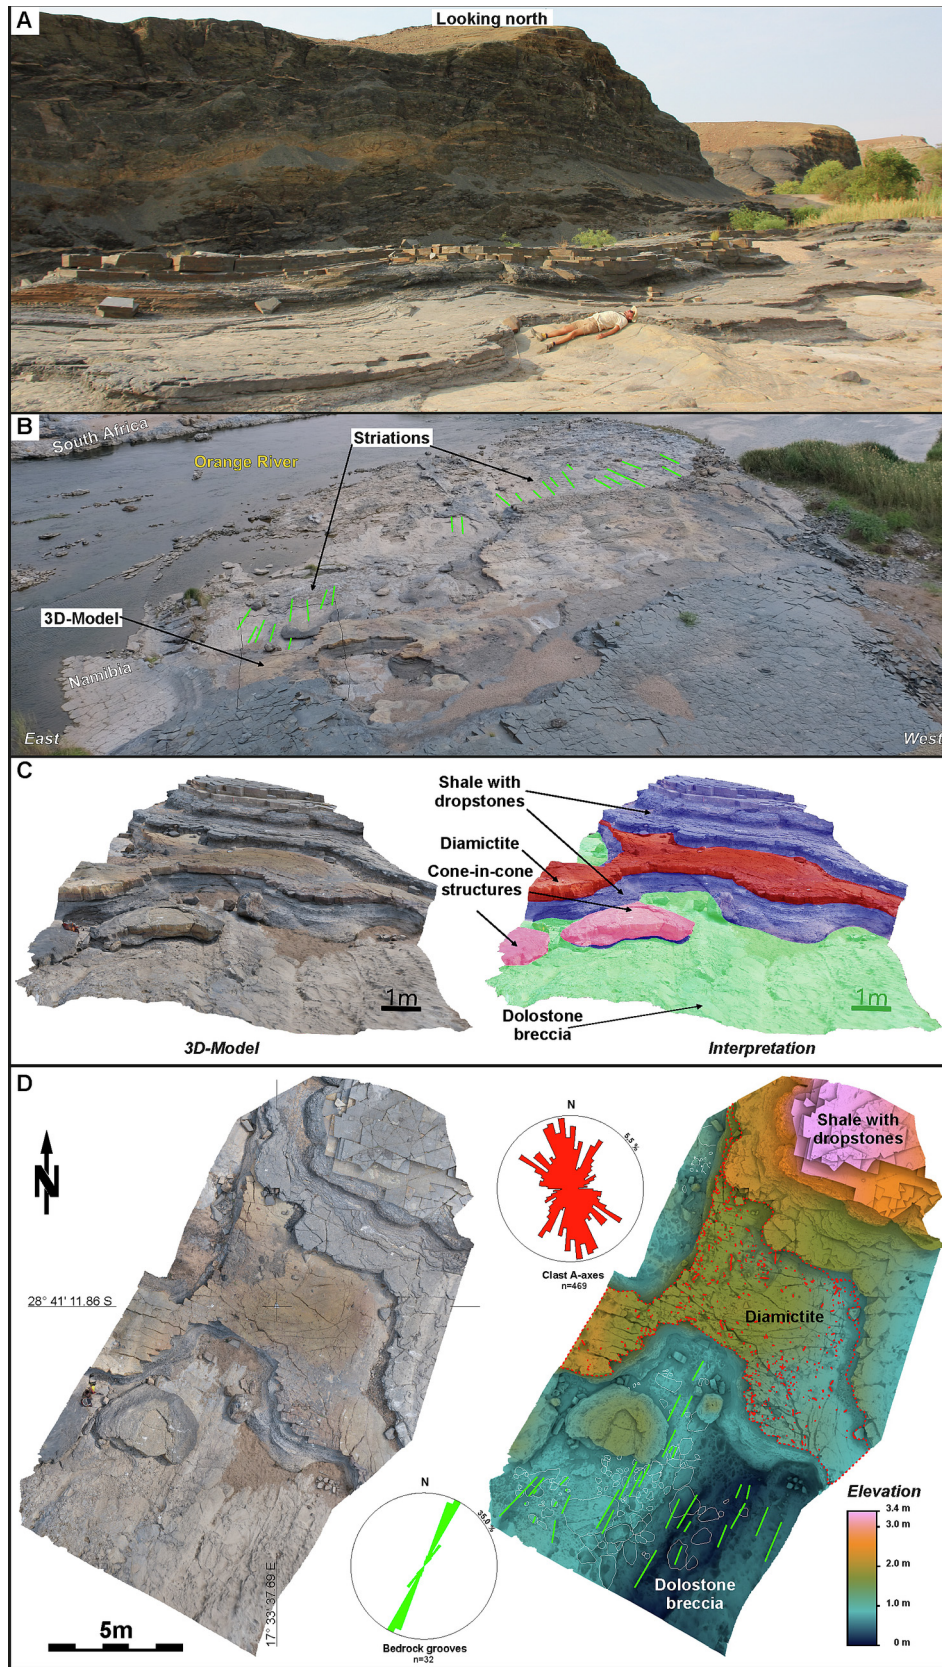 A
Looking north
B
South Africa
Orange River
Striations
3D-Model
Namibia
East
West
C
Shale with
dropstones
Diamictite
Cone-in-cone
structures
Dolostone
breccia
1m
1m
3D-Model
Interpretation
D
N
N
5.5 %
Clast A-axes
n=469
Shale with
dropstones
28° 41' 11.86 S
Diamictite
N
35.0 %
Bedrock grooves
n=32
17° 33' 37.69 E
5m
Dolostone
breccia
Elevation
3.4 m
3.0 m
2.0 m
1.0 m
0 m